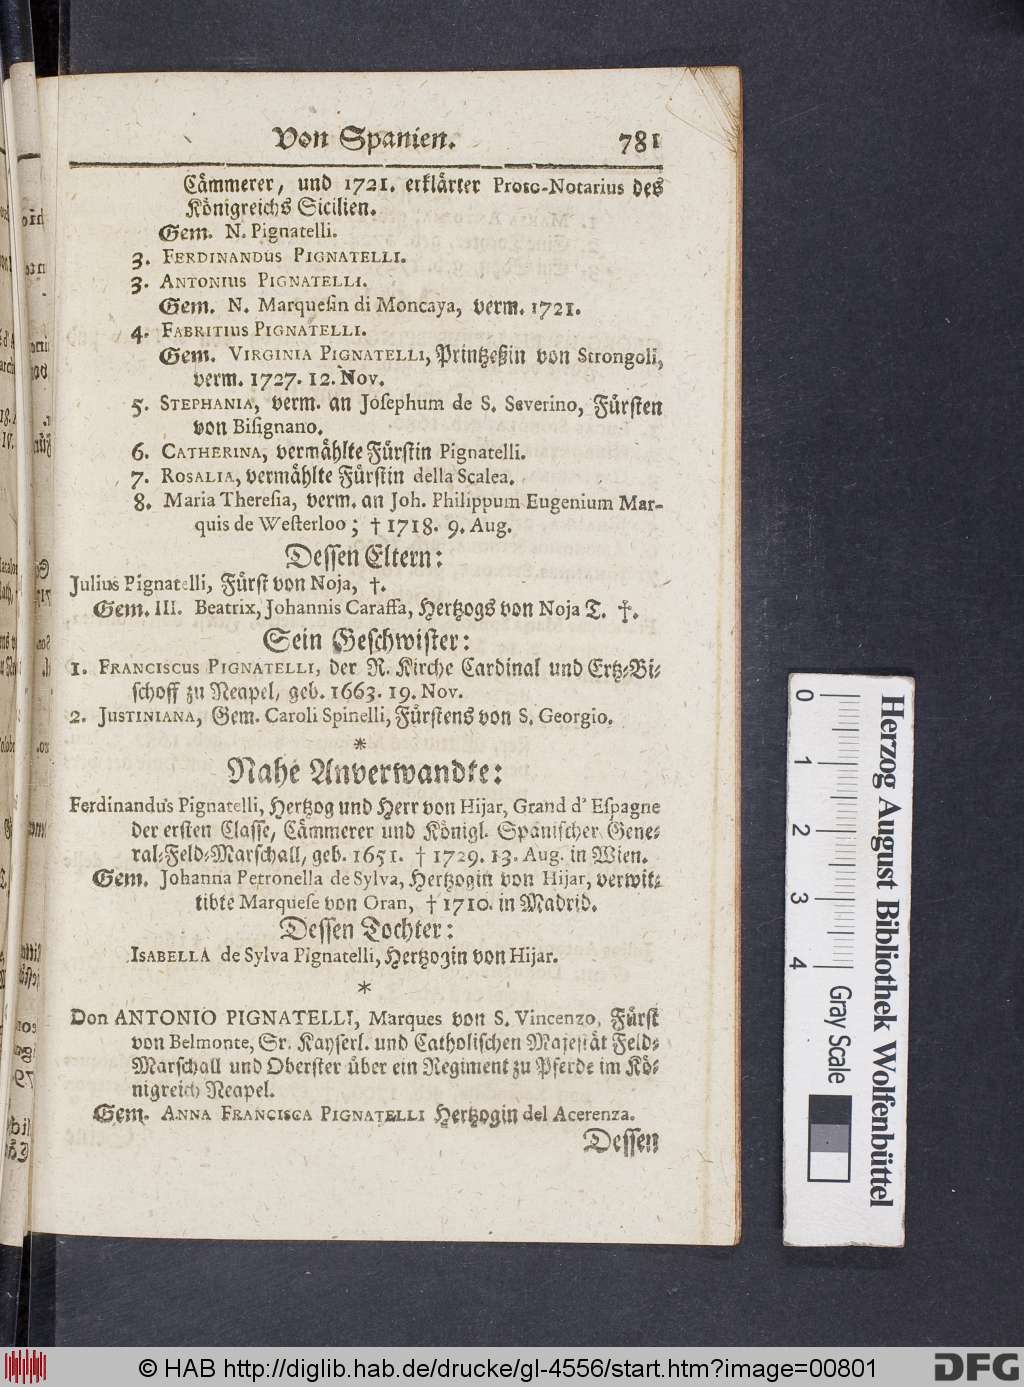 Von Spanien. 781
Cämmerer, und 1721. erklärter Proto-Notarius des
Königreichs Sicilien.
Gem. N. Pignatelli.
3. FERDINANDUS PIGNATELLI.
3. ANTONIUS PIGNATELLI.
Gem. N. Marquesin di Moncaya, verm. 1721.
4. FABRITIUS PIGNATELLI.
Gem. VIRGINIA PIGNATELLI, Printzeßin von Strongoli,
verm. 1727. 12. Nov.
5. STEPHANIA, verm. an Josephum de S. Severino, Fürsten
von Bisignano.
6. CATHERINA, vermählte Fürstin Pignatelli.
7. ROSALIA, vermählte Fürstin della Scalea.
8. Maria Theresia, verm. an Joh. Philippum Eugenium Mar-
quis de Westerloo; † 1718. 9. Aug.
Dessen Eltern:
Julius Pignatelli, Fürst von Noja, †.
Gem. III. Beatrix, Johannis Caraffa, Hertzogs von Noja T. †.
Sein Geschwister:
1. FRANCISCUS PIGNATELLI, der R. Kirche Cardinal und Ertz-Bi-
schoff zu Neapel, geb. 1663. 19. Nov.
2. JUSTINIANA, Gem. Caroli Spinelli, Fürstens von S. Georgio.
*
Nahe Anverwandte:
Ferdinandus Pignatelli, Hertzog und Herr von Hijar, Grand d' Espagne
der ersten Classe, Cämmerer und Königl. Spanischer Gene-
ral-Feld-Marschall, geb. 1651. † 1729. 13. Aug. in Wien.
Gem. Johanna Petronella de Sylva, Hertzogin von Hijar, verwit-
tibte Marquese von Oran, † 1710. in Madrid.
Dessen Tochter:
ISABELLA de Sylva Pignatelli, Hertzogin von Hijar.
*
Don ANTONIO PIGNATELLI, Marques von S. Vincenzo, Fürst
von Belmonte, Sr. Kayserl. und Catholischen Majestät Feld-
Marschall und Oberster über ein Regiment zu Pferde im Kö-
nigreich Neapel.
Gem. ANNA FRANCISCA PIGNATELLI Hertzogin del Acerenza.
Dessen
0 1 2 3 4
Herzog August Bibliothek Wolfenbüttel
Gray Scale
© HAB http://diglib.hab.de/drucke/gl-4556/start.htm?image=00801
DFG